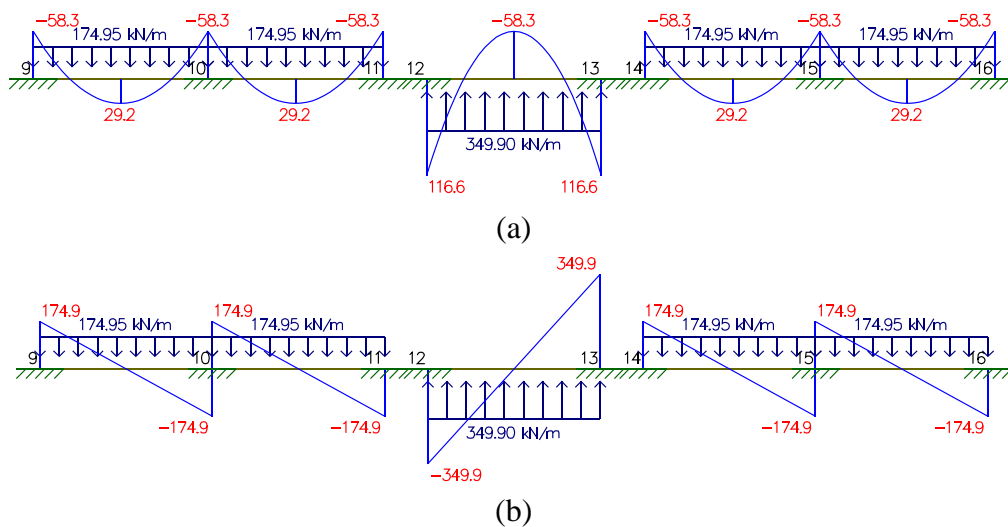 −58.3 −58.3 −58.3 −58.3 −58.3 −58.3 −58.3
174.95 kN/m 174.95 kN/m 174.95 kN/m 174.95 kN/m
9 10 11 12 13 14 15 16
29.2 29.2 29.2 29.2
349.90 kN/m
116.6 116.6
(a)
349.9
174.9 174.9 174.9 174.9
174.95 kN/m 174.95 kN/m 174.95 kN/m 174.95 kN/m
9 10 11 12 13 14 15 16
−174.9 −174.9 349.90 kN/m −174.9 −174.9
−349.9
(b)